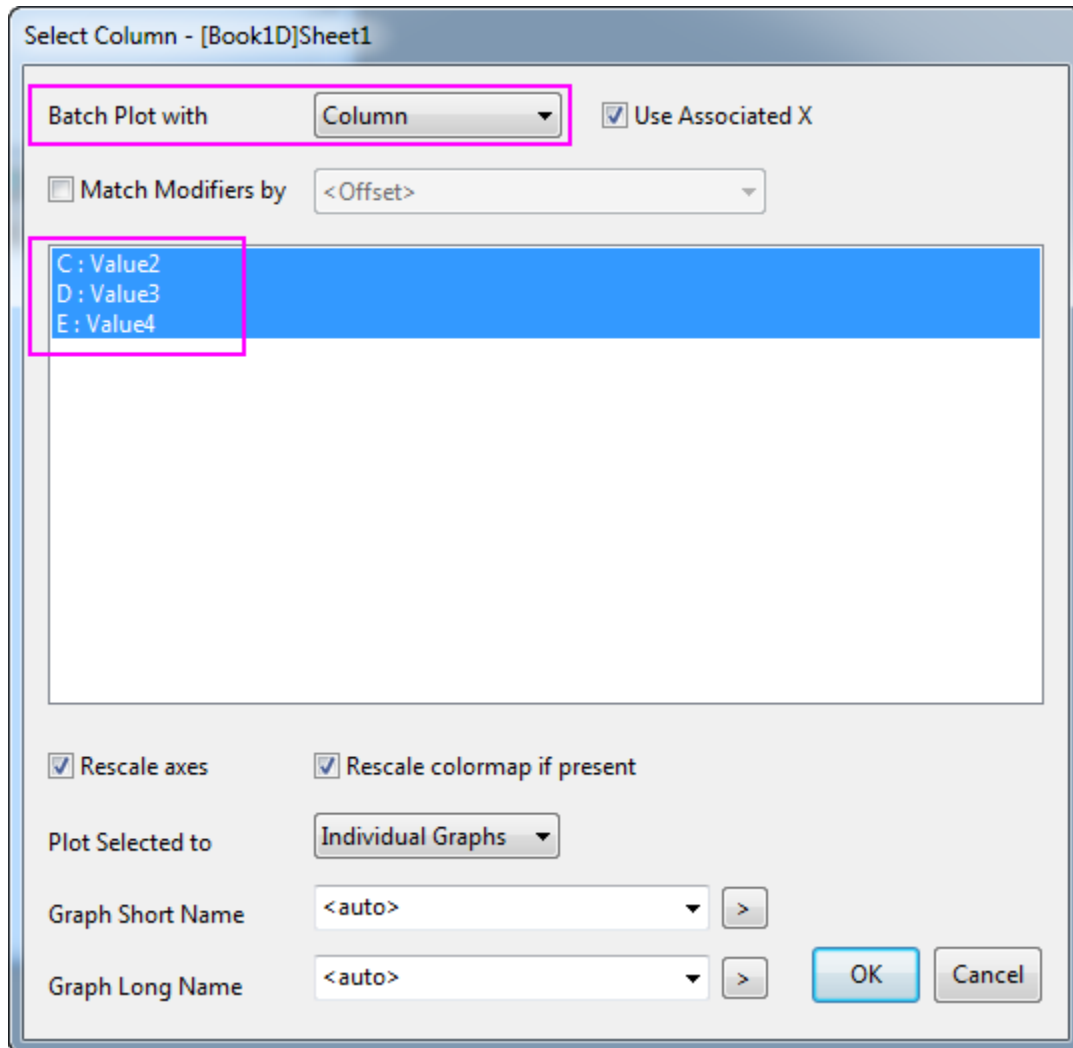 Select Column - [Book1D]Sheet1
Batch Plot with Column Use Associated X
Match Modifiers by <Offset>
C : Value2
D : Value3
E : Value4
Rescale axes Rescale colormap if present
Plot Selected to Individual Graphs
Graph Short Name <auto> >
Graph Long Name <auto> > OK Cancel